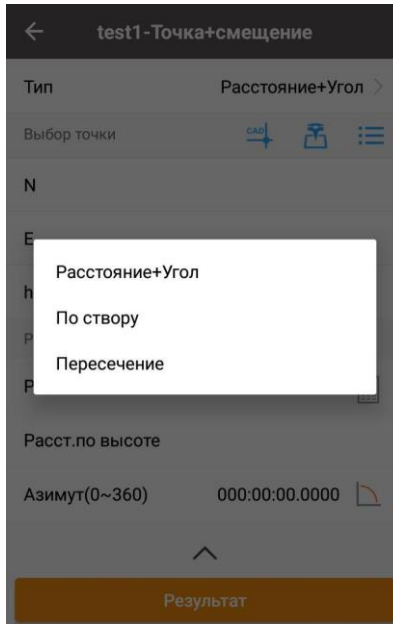 test1-Точка+смещение
Тип Расстояние+Угол
Выбор точки CAD
N
E
h
Расстояние+Угол
По створу
Пересечение
Р
Р
Расст.по высоте
Азимут(0~360) 000:00:00.0000
Результат